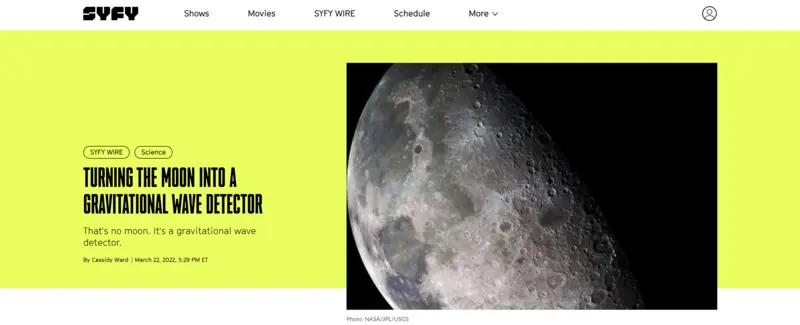 SYFY
Shows
Movies
SYFY WIRE
Schedule
More
SYFY WIRE
Science
TURNING THE MOON INTO A
GRAVITATIONAL WAVE DETECTOR
That's no moon. It's a gravitational wave
detector.
By Cassidy Ward | March 22, 2022, 5:29 PM ET
Photo: NASA/JPL/USGS